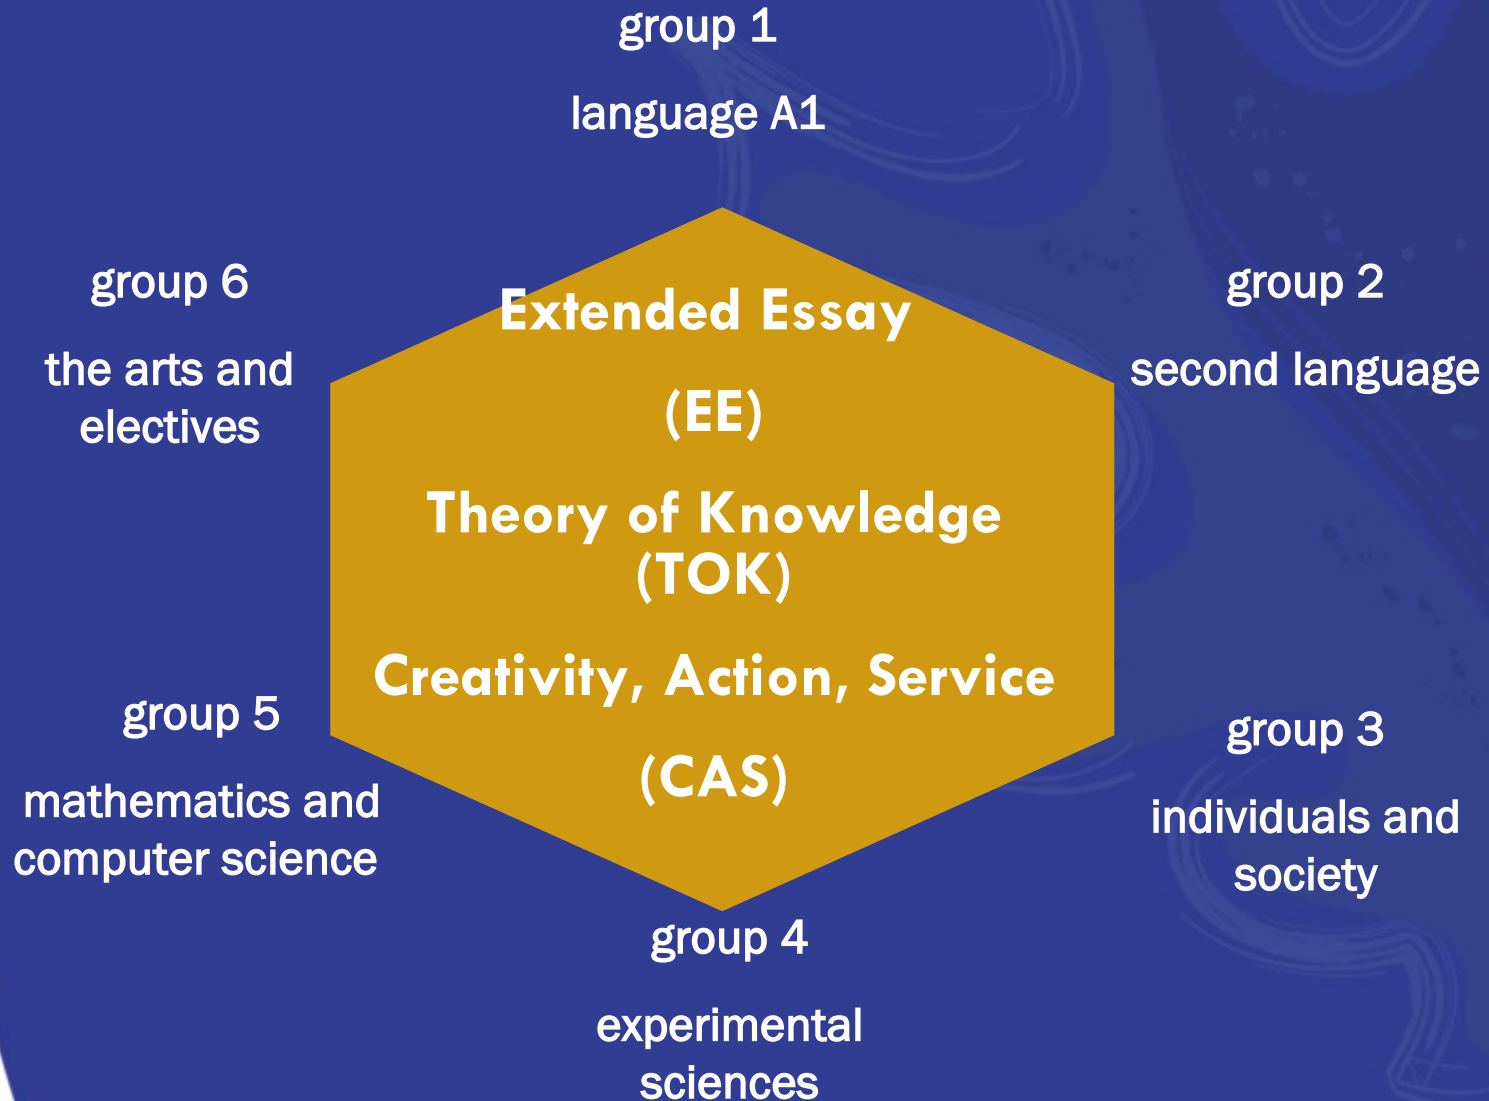 group 1
language A1
group 6
the arts and
electives
Extended Essay
(EE)
Theory of Knowledge
(TOK)
Creativity, Action, Service
(CAS)
group 2
second language
group 5
mathematics and
computer science
group 3
individuals and
society
group 4
experimental
sciences